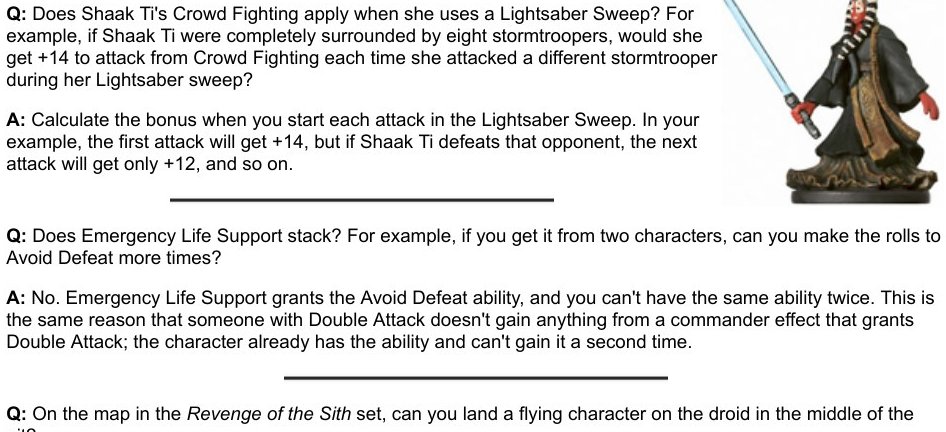 Q: Does Shaak Ti's Crowd Fighting apply when she uses a Lightsaber Sweep? For
example, if Shaak Ti were completely surrounded by eight stormtroopers, would she
get +14 to attack from Crowd Fighting each time she attacked a different stormtrooper
during her Lightsaber sweep?
A: Calculate the bonus when you start each attack in the Lightsaber Sweep. In your
example, the first attack will get +14, but if Shaak Ti defeats that opponent, the next
attack will get only +12, and so on.
Q: Does Emergency Life Support stack? For example, if you get it from two characters, can you make the rolls to
Avoid Defeat more times?
A: No. Emergency Life Support grants the Avoid Defeat ability, and you can't have the same ability twice. This is
the same reason that someone with Double Attack doesn't gain anything from a commander effect that grants
Double Attack; the character already has the ability and can't gain it a second time.
Q: On the map in the Revenge of the Sith set, can you land a flying character on the droid in the middle of the